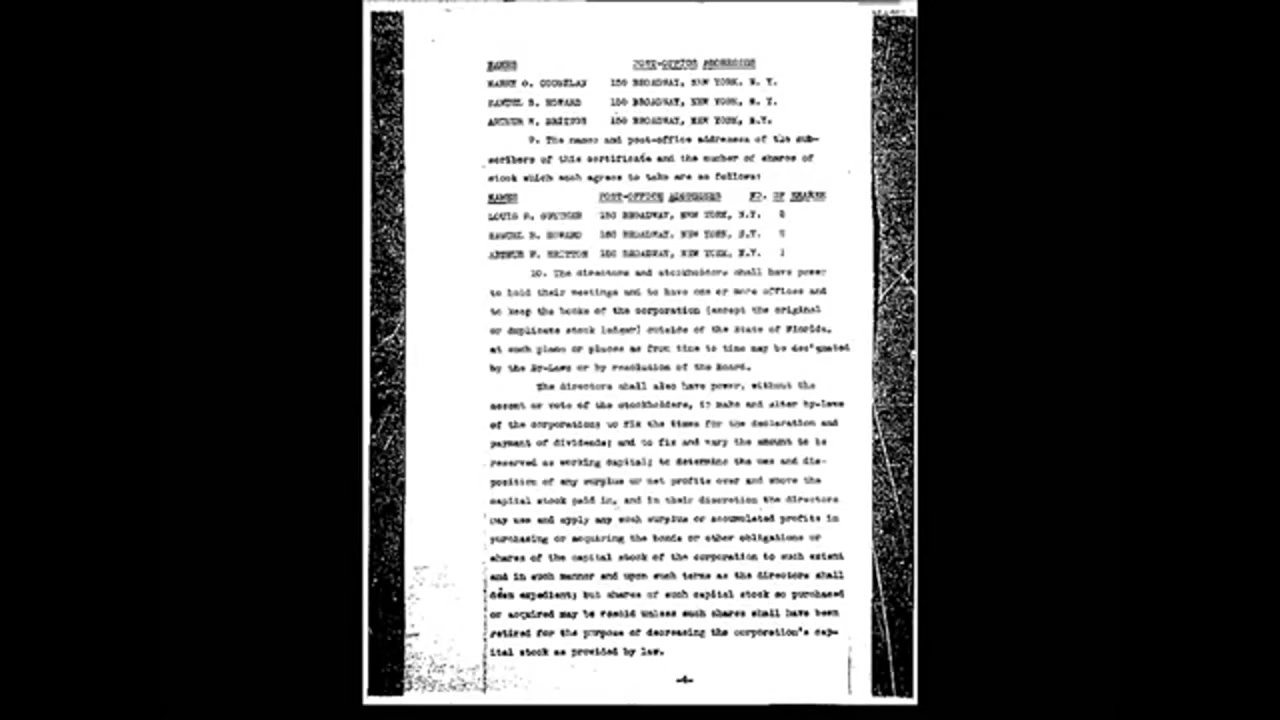 NAMES POST-OFFICE ADDRESSES
HARRY O. COUGHLAN 150 BROADWAY, NEW YORK, N. Y.
SAMUEL B. HOWARD 150 BROADWAY, NEW YORK, N. Y.
ARTHUR W. BRITTON 150 BROADWAY, NEW YORK, N.Y.
9. The names and post-office addresses of the sub-
scribers of this certificate and the number of shares of
stock which each agrees to take are as follows:
NAMES POST-OFFICE ADDRESSES NO. OF SHARES
LOUIS 150 BROADWAY, NEW YORK, N.Y.
SAMUEL B. HOWARD 150 BROADWAY, NEW YORK, N.Y.
ARTHUR W. BRITTON 150 BROADWAY, NEW YORK, N.Y. 1
10. The directors and stockholders shall have power
to hold their meetings and to have one or more offices and
to keep the books of the corporation (except the original
or duplicate stock ledger) outside of the State of Florida,
at such place or places as from time to time may be designated
by the By-Laws or by resolution of the Board.
The directors shall also have power, without the
assent or vote of the stockholders, to make and alter by-laws
of the corporation; to fix the times for the declaration and
payment of dividends; and to fix and vary the amount to be
reserved as working capital; to determine the use and dis-
position of any surplus or net profits over and above the
capital stock paid in, and in their discretion the directors
may use and apply any such surplus or accumulated profits in
purchasing or acquiring the bonds or other obligations or
shares of the capital stock of the corporation to such extent
and in such manner and upon such terms as the directors shall
deem expedient; but shares of such capital stock so purchased
or acquired may be resold unless such shares shall have been
retired for the purpose of decreasing the corporation's cap-
ital stock as provided by law.
-4-